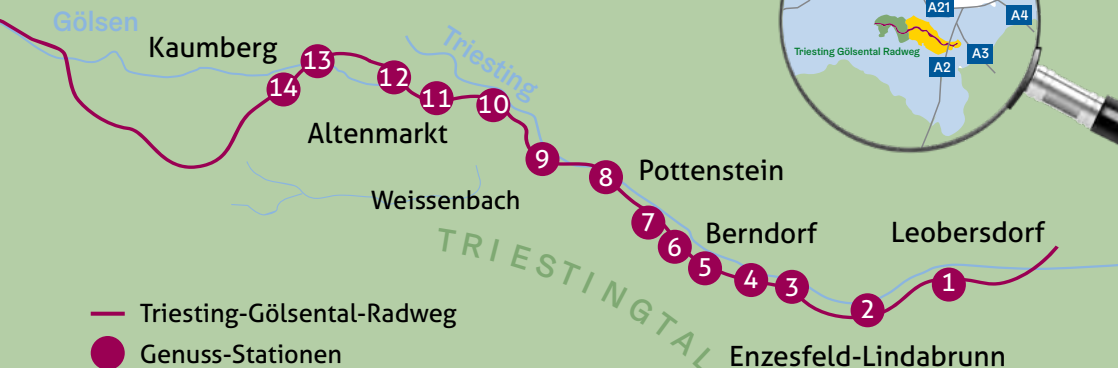 Gölsen
Kaumberg
Triesting
13
14
12
11
10
Altenmarkt
9
8
Pottenstein
Weissenbach
7
6
5
4
3
2
1
Berndorf
Leobersdorf
TRIESTINGTAL
Enzesfeld-Lindabrunn
Triesting-Gölsental-Radweg
Genuss-Stationen
A21
A4
Triesting Gölsental Radweg
A3
A2